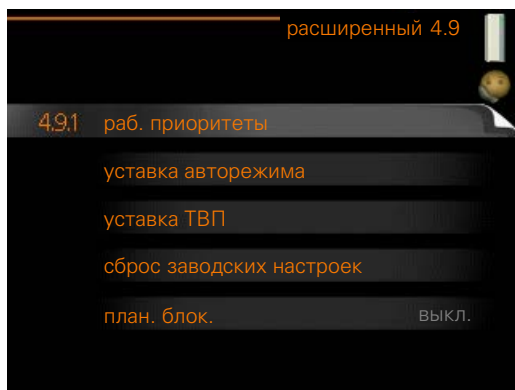 расширенный 4.9
4.9.1 раб. приоритеты
уставка авторежима
уставка ТВП
сброс заводских настроек
план. блок. выкл.